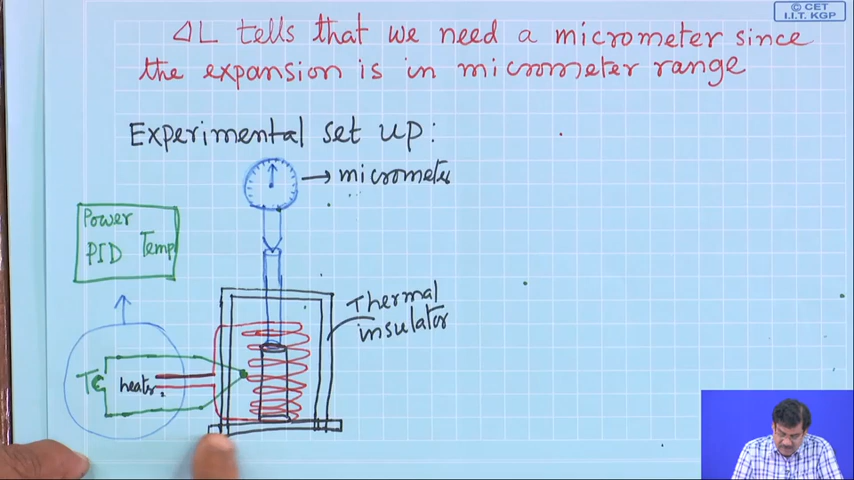 © CET
I.I.T. KGP
ΔL tells that we need a micrometer since
the expansion is in micrometer range
Experimental set up:
→ micrometer
Power
PID Temp
Thermal
insulator
TC heater